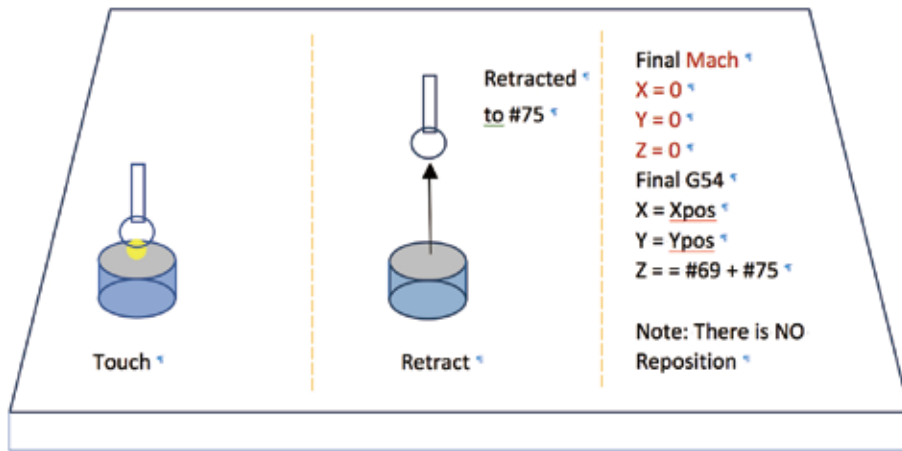 Retracted
to #75
Final Mach
X = 0
Y = 0
Z = 0
Final G54
X = Xpos
Y = Ypos
Z = = #69 + #75
Note: There is NO
Reposition
Touch
Retract